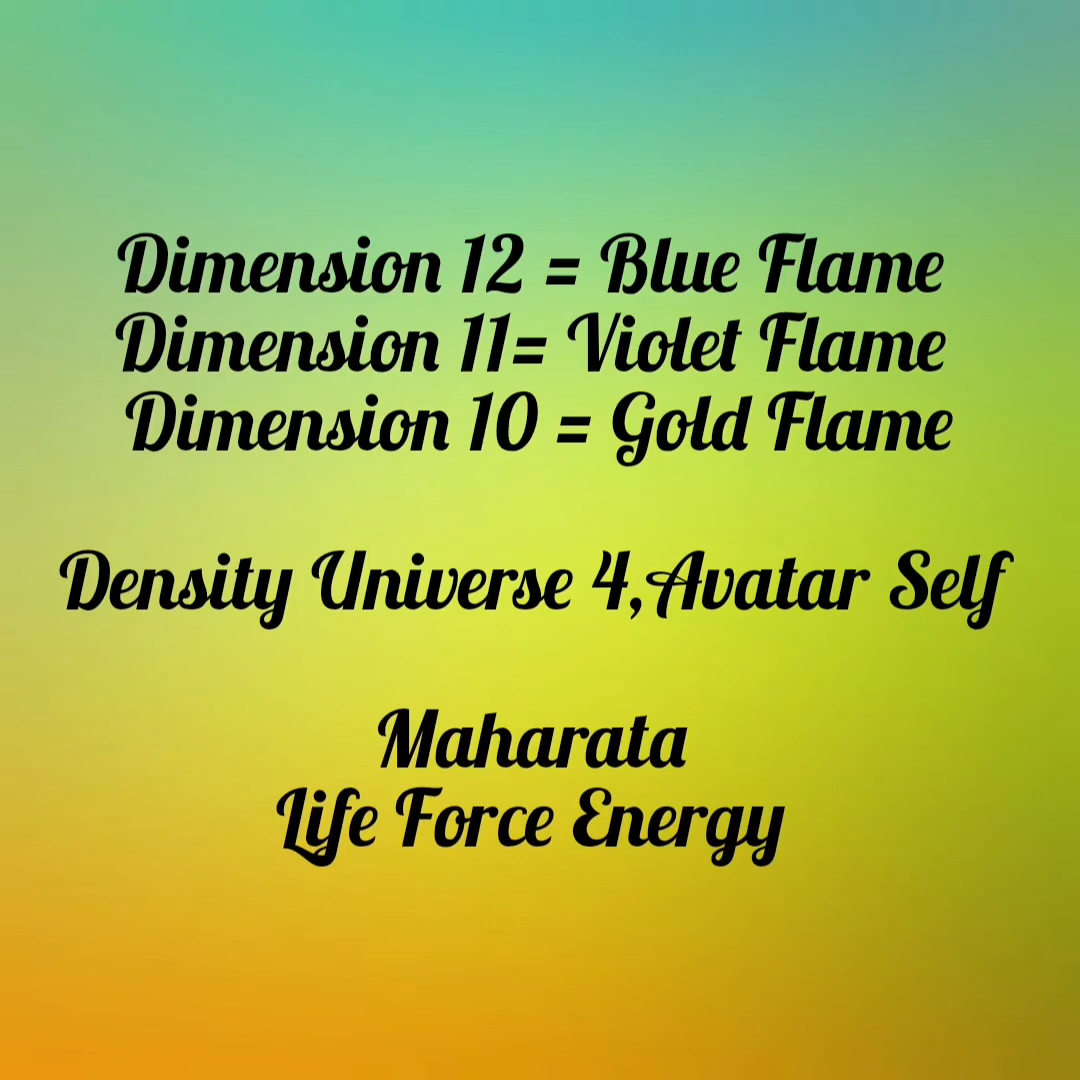 Dimension 12 = Blue Flame
Dimension 11= Violet Flame
Dimension 10 = Gold Flame
Density Universe 4,Avatar Self
Maharata
Life Force Energy